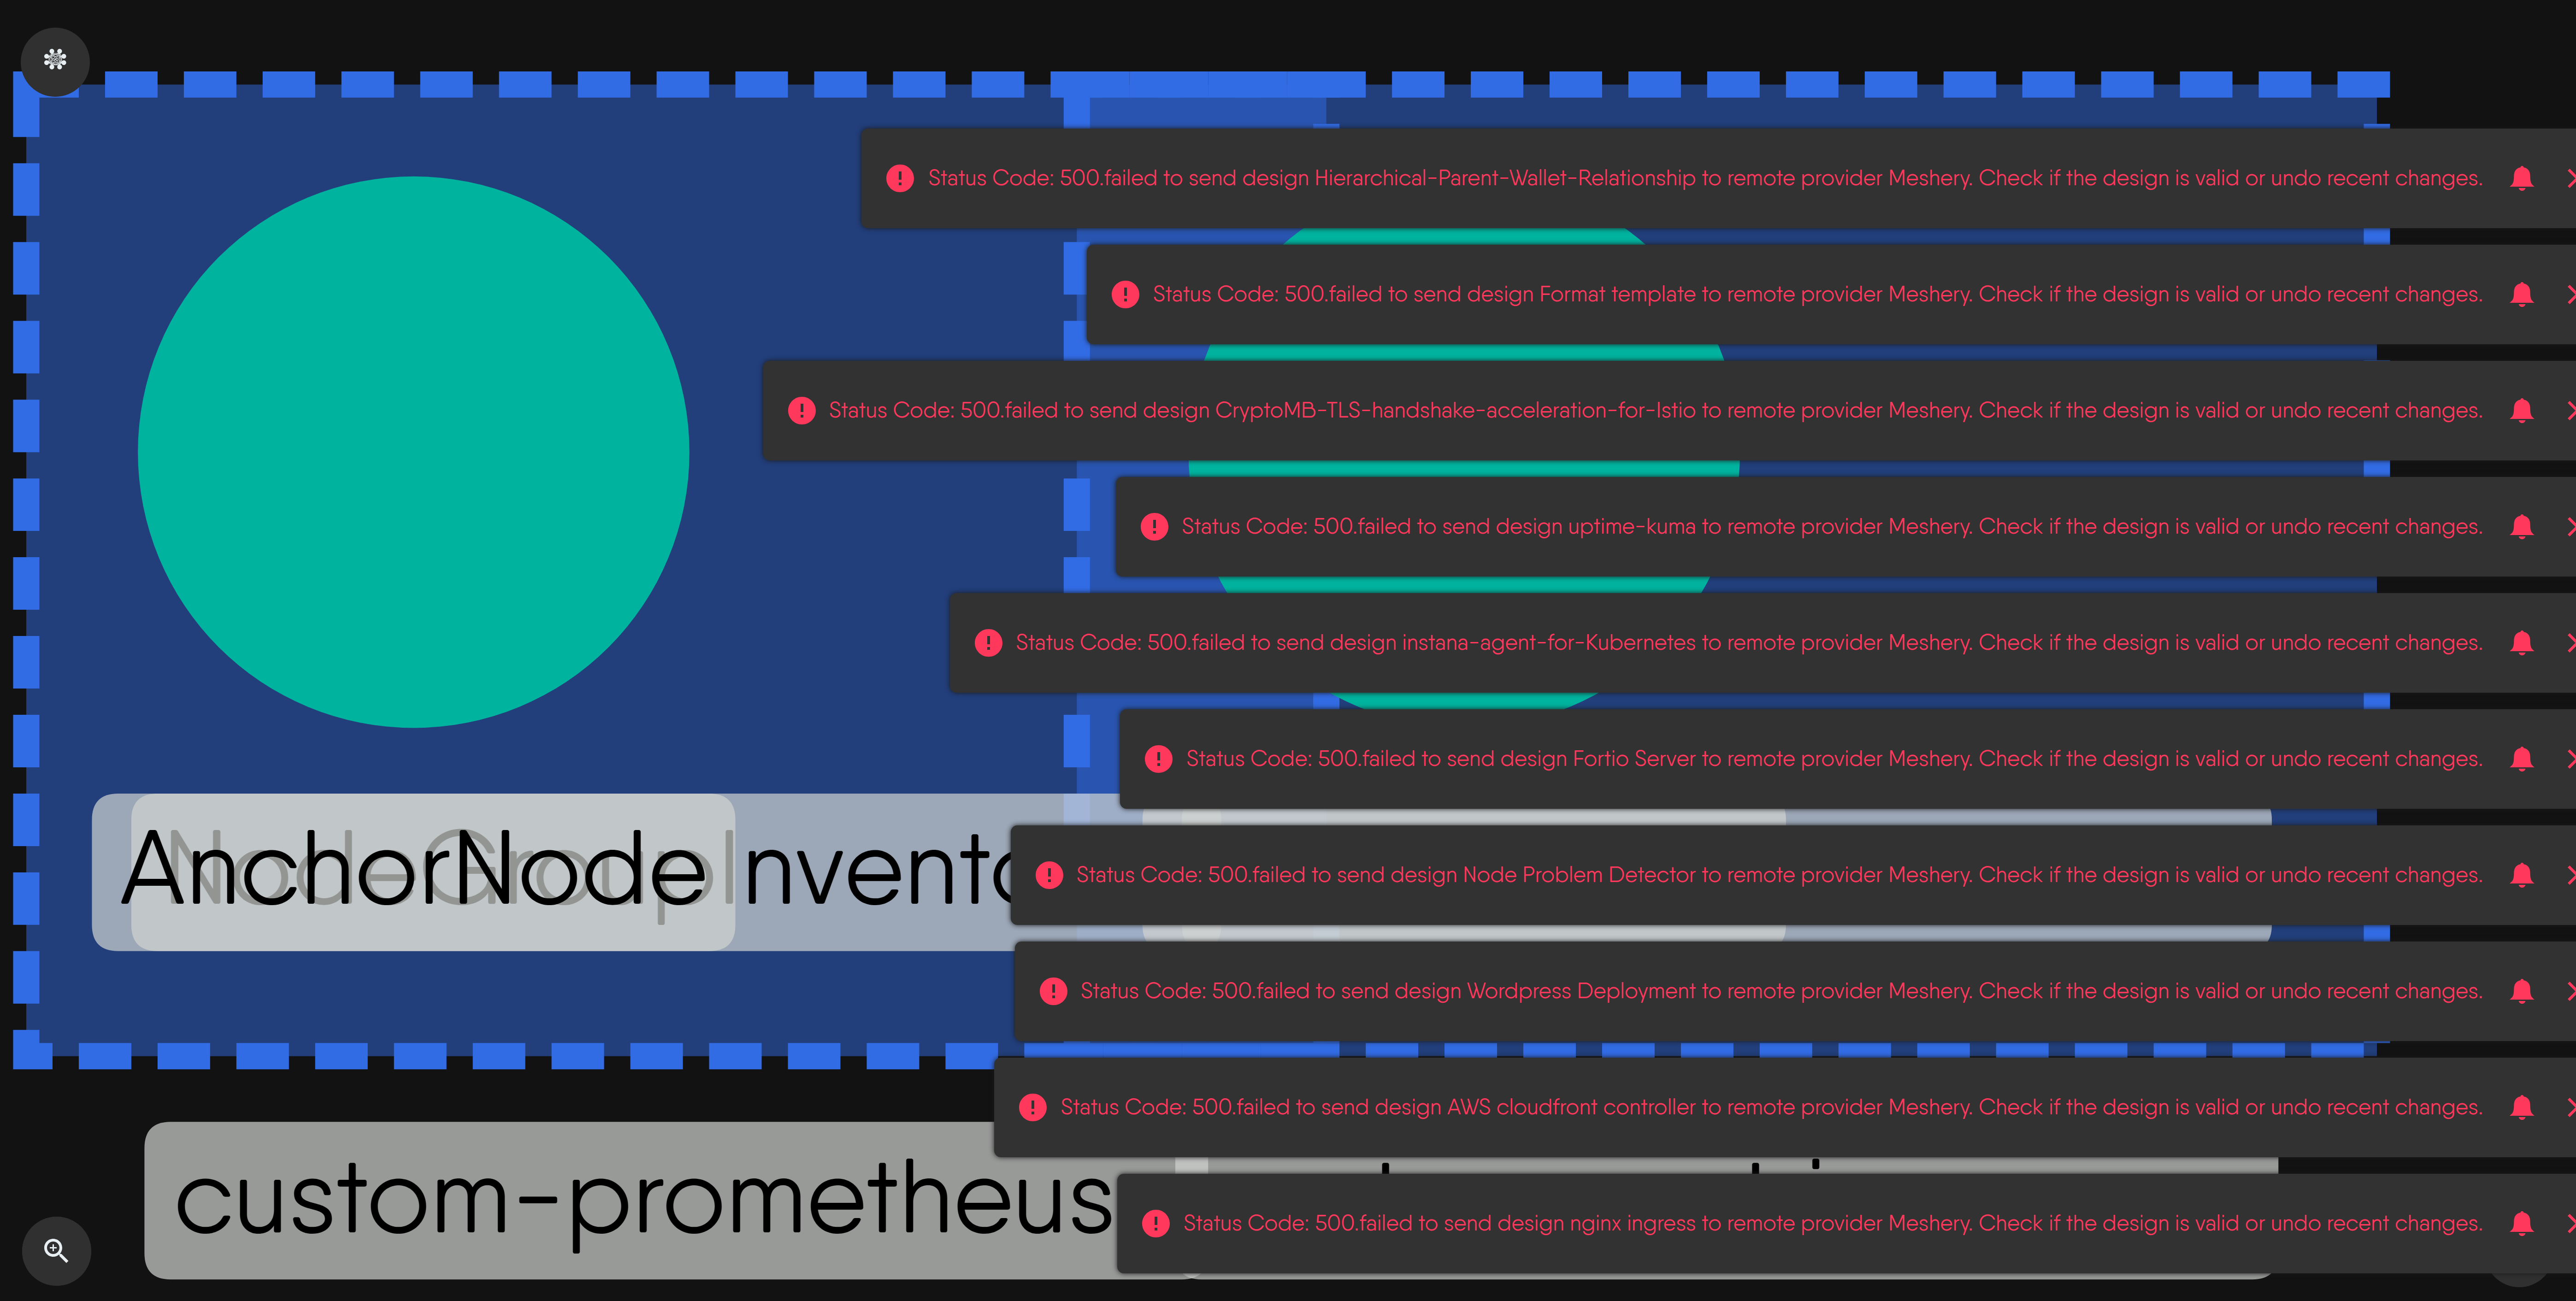 Status Code: 500.failed to send design Hierarchical-Parent-Wallet-Relationship to remote provider Meshery. Check if the design is valid or undo recent changes.
Status Code: 500.failed to send design Format template to remote provider Meshery. Check if the design is valid or undo recent changes.
Status Code: 500.failed to send design CryptoMB-TLS-handshake-acceleration-for-Istio to remote provider Meshery. Check if the design is valid or undo recent changes.
Status Code: 500.failed to send design uptime-kuma to remote provider Meshery. Check if the design is valid or undo recent changes.
Status Code: 500.failed to send design instana-agent-for-Kubernetes to remote provider Meshery. Check if the design is valid or undo recent changes.
Status Code: 500.failed to send design Fortio Server to remote provider Meshery. Check if the design is valid or undo recent changes.
AnchorNode
Status Code: 500.failed to send design Node Problem Detector to remote provider Meshery. Check if the design is valid or undo recent changes.
Status Code: 500.failed to send design Wordpress Deployment to remote provider Meshery. Check if the design is valid or undo recent changes.
Status Code: 500.failed to send design AWS cloudfront controller to remote provider Meshery. Check if the design is valid or undo recent changes.
custom-prometheus
Status Code: 500.failed to send design nginx ingress to remote provider Meshery. Check if the design is valid or undo recent changes.